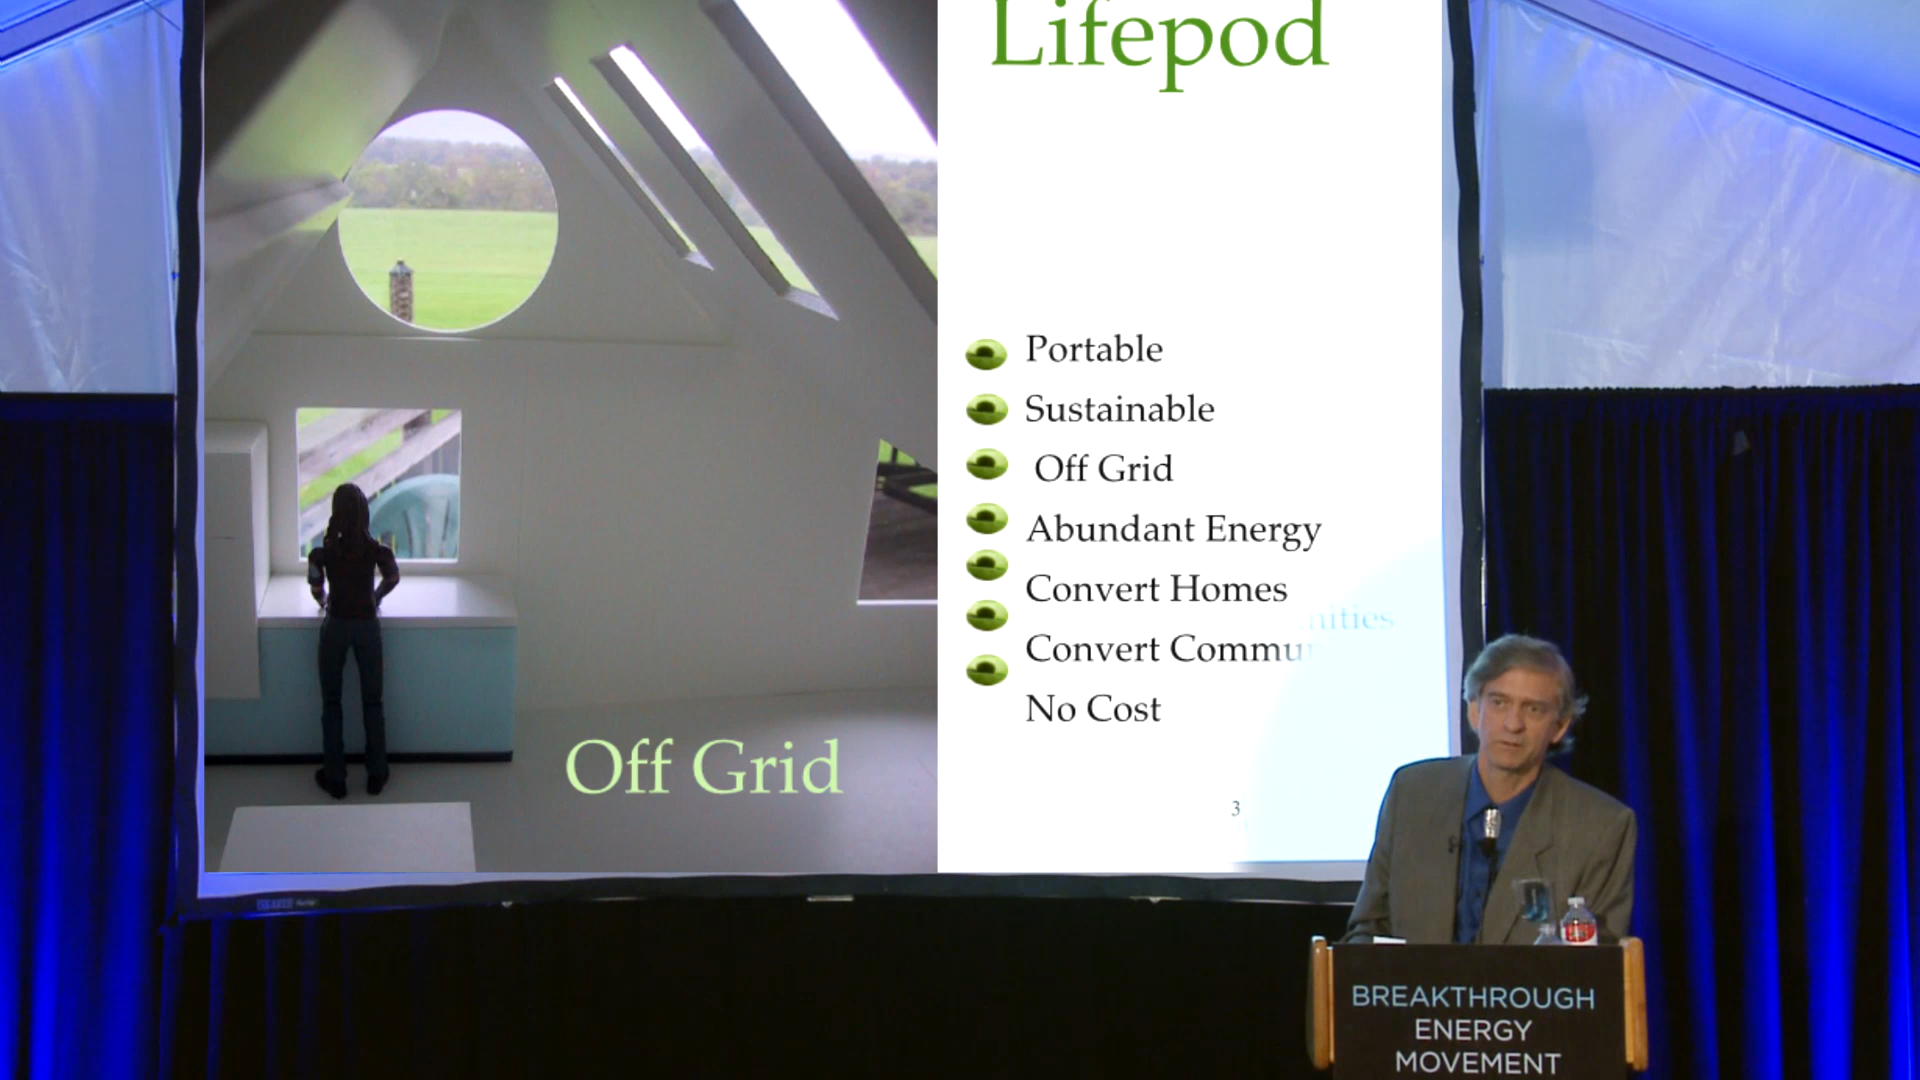 Lifepod
Portable
Sustainable
Off Grid
Abundant Energy
Convert Homes
nities
Convert Commu
No Cost
Off Grid
3
BREAKTHROUGH
ENERGY
MOVEMENT